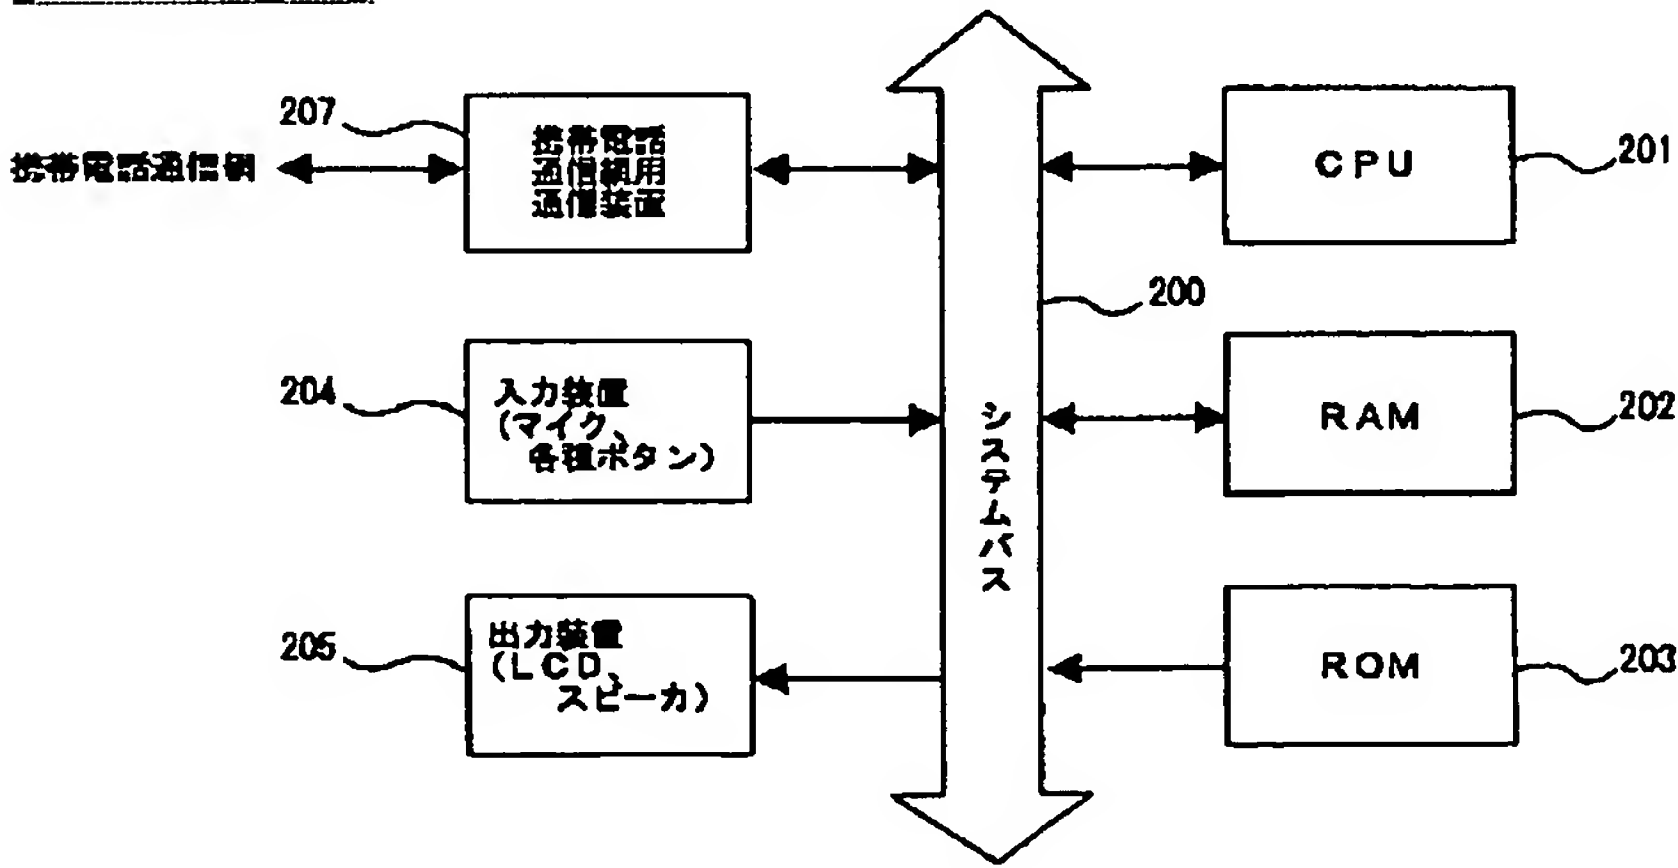 207
携帯電話通信網
携帯電話
通信網用
通信装置
CPU
201
200
204
入力装置
(マイク、
各種ボタン)
システムバス
RAM
202
205
出力装置
(LCD、
スピーカ)
ROM
203